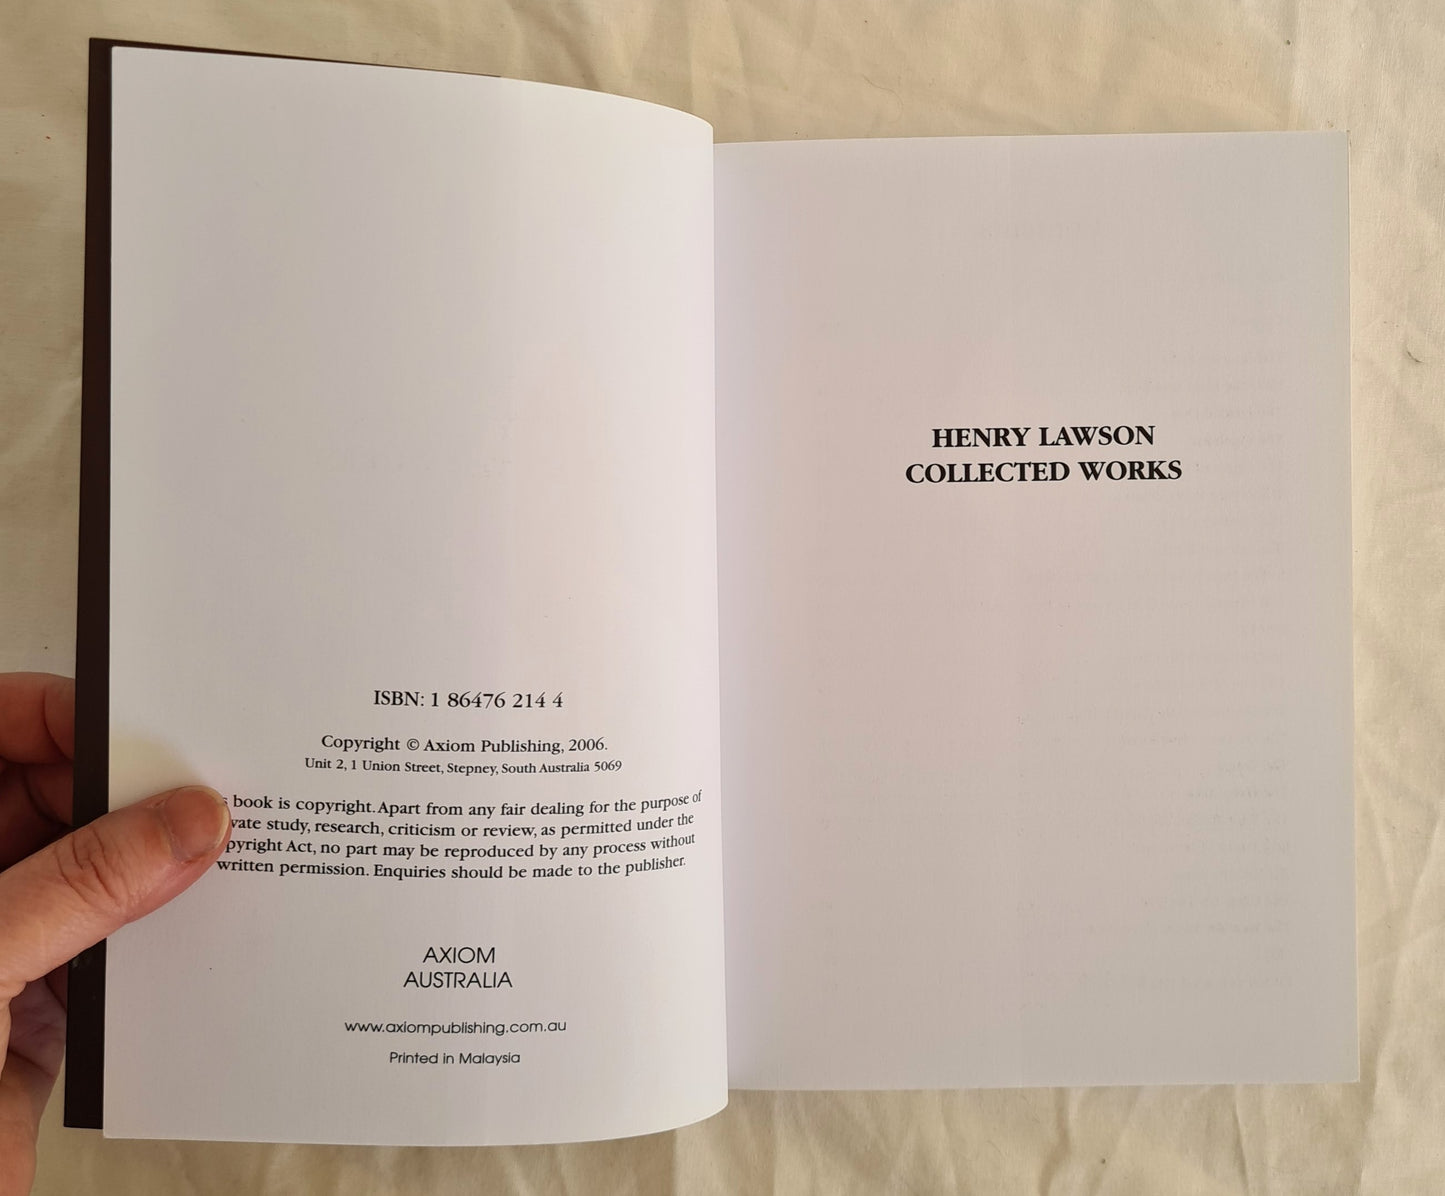 ISBN: 1 86476 214 4
Copyright © Axiom Publishing, 2006.
Unit 2, 1 Union Street, Stepney, South Australia 5069
book is copyright. Apart from any fair dealing for the purpose of
study, research, criticism or review, as permitted under the
Act, no part may be reproduced by any process without
written permission. Enquiries should be made to the publisher.
AXIOM
AUSTRALIA
www.axiompublishing.com.au
Printed in Malaysia
HENRY LAWSON
COLLECTED WORKS